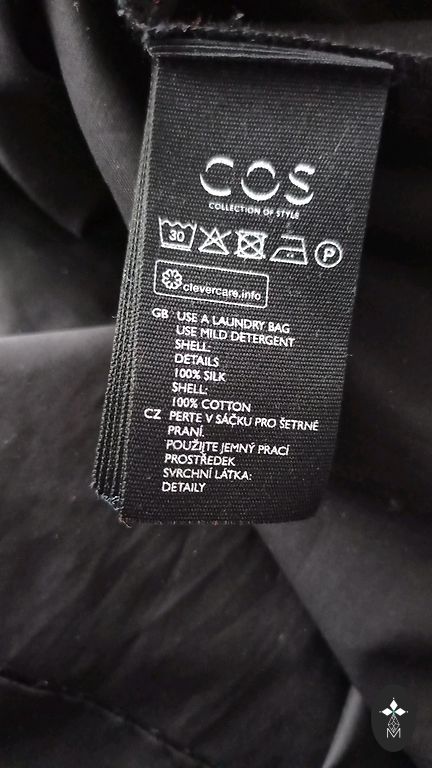 COS
COLLECTION OF STYLE
30 P
clevercare.info
GB USE A LAUNDRY BAG
USE MILD DETERGENT
SHELL:
DETAILS
100% SILK
SHELL:
100% COTTON
CZ PERTE V SÁČKU PRO ŠETRNÉ
PRANÍ.
POUŽIJTE JEMNÝ PRACÍ
PROSTŘEDEK
SVRCHNÍ LÁTKA:
DETAILY
M